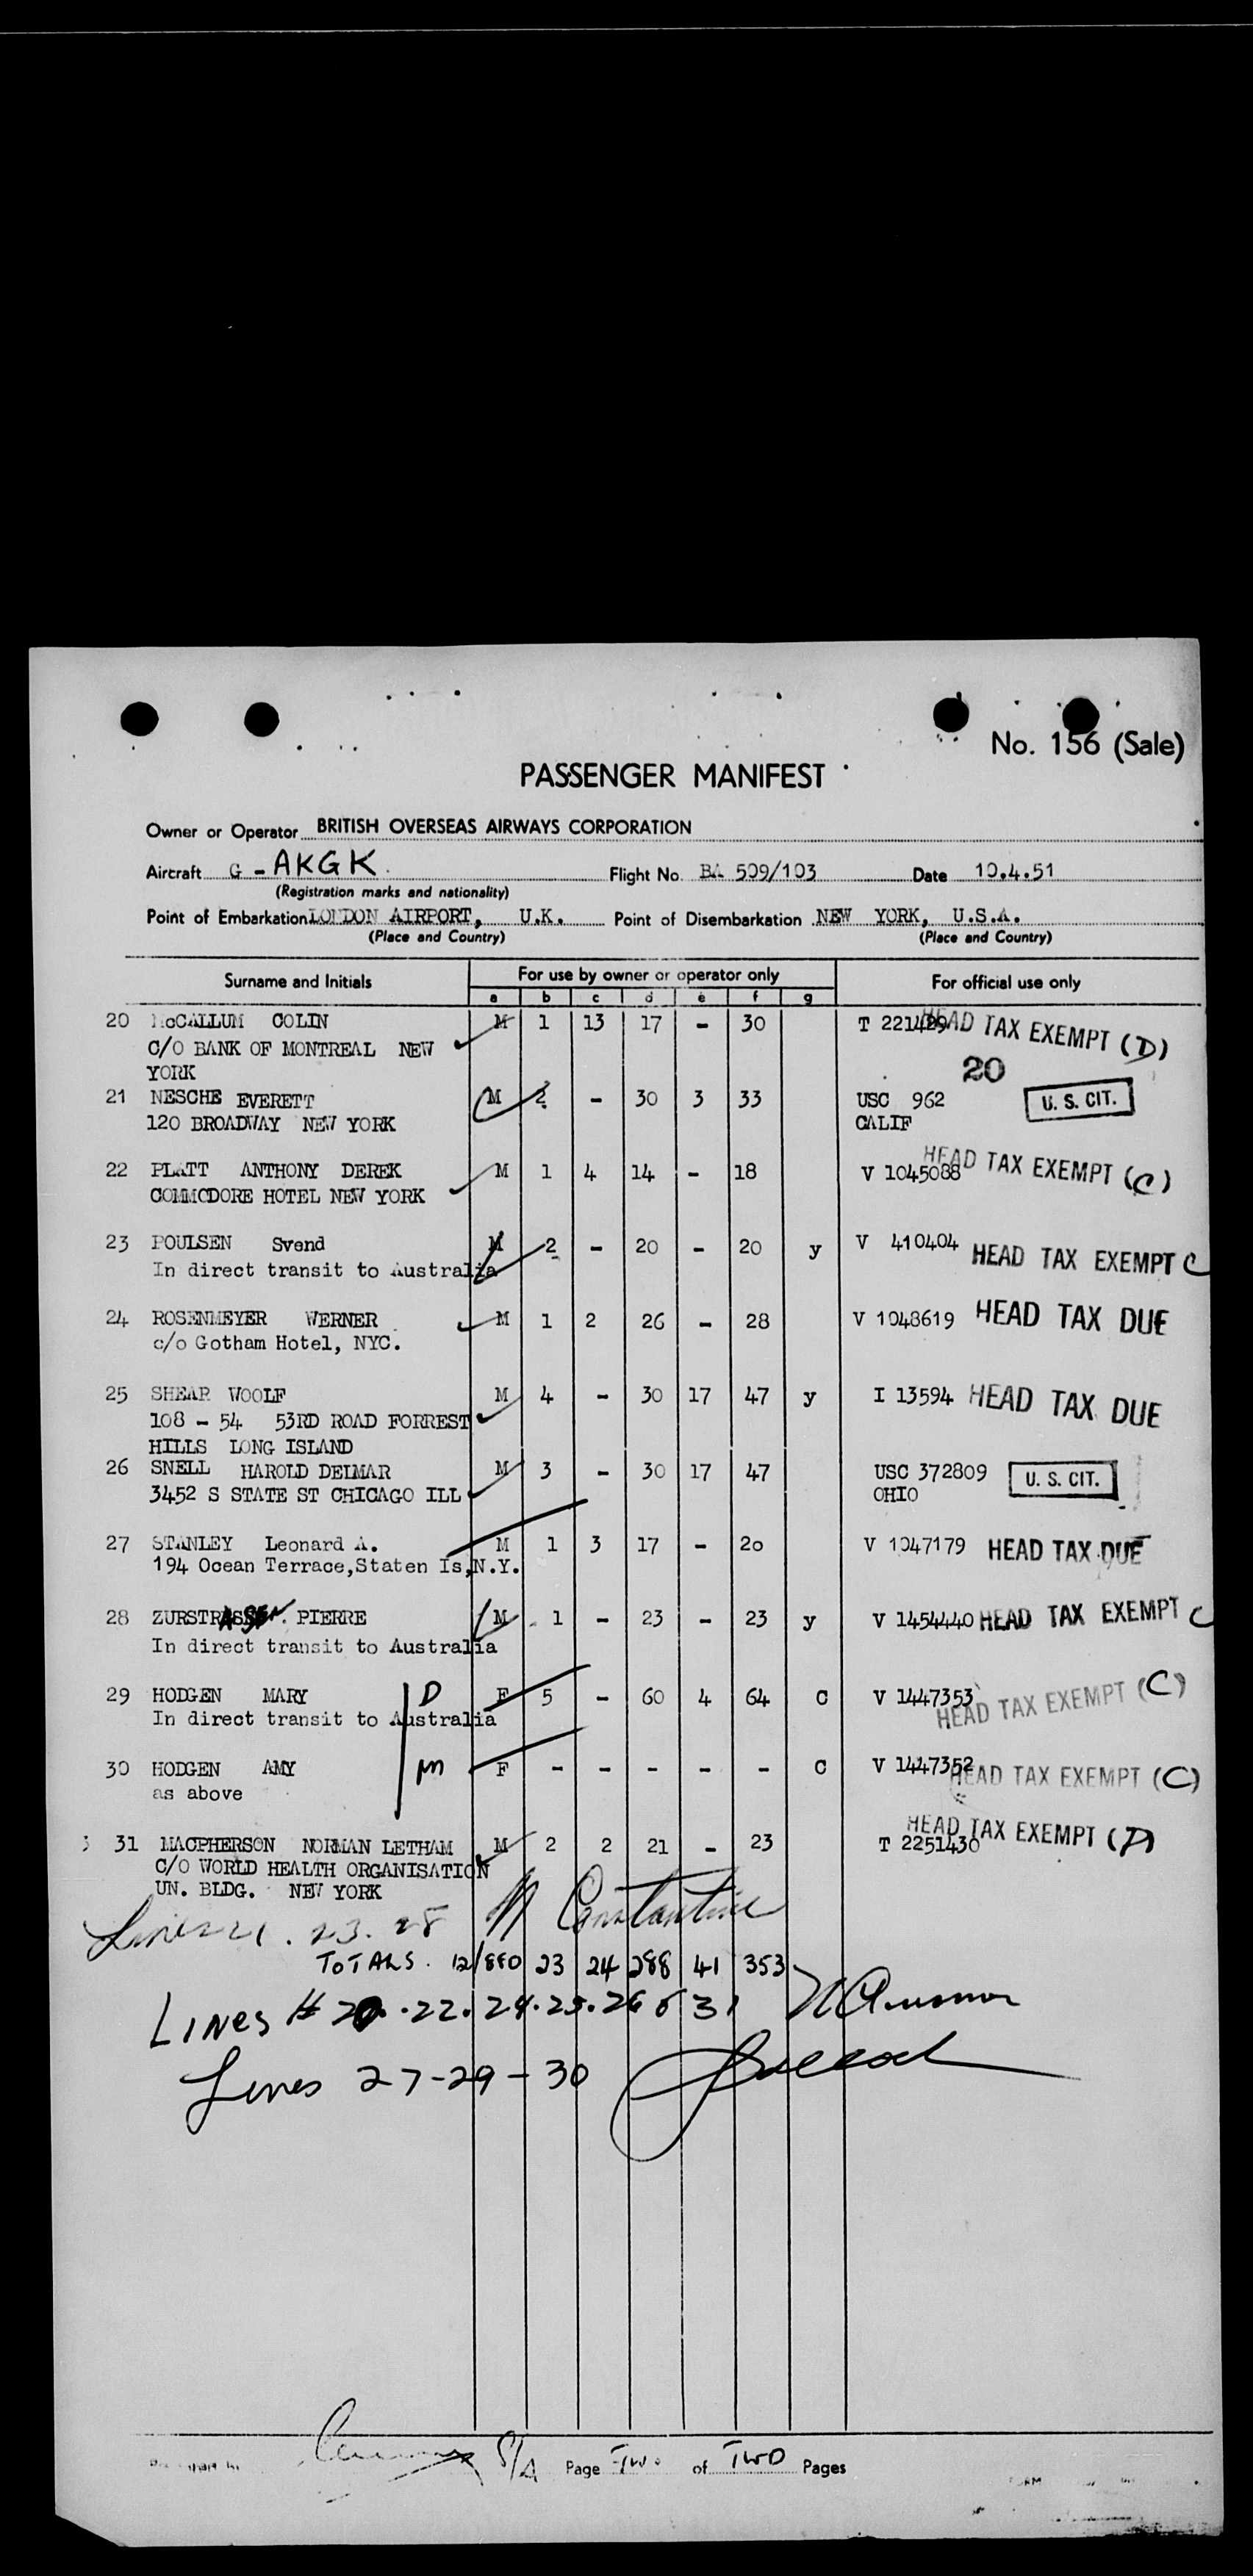 No. 156 (Sale)
PASSENGER MANIFEST
Owner or Operator BRITISH OVERSEAS AIRWAYS CORPORATION
Aircraft G - AKGK Flight No. BA 509/103 Date 10.4.51
(Registration marks and nationality)
Point of Embarkation LONDON AIRPORT, U.K. Point of Disembarkation NEW YORK, U.S.A.
(Place and Country) (Place and Country)
Surname and Initials For use by owner or operator only For official use only
a b c d e f g
20 McCALLUM COLIN M 1 13 17 - 30 T 221429 HEAD TAX EXEMPT (D)
C/O BANK OF MONTREAL NEW
YORK 20
21 NESCHE EVERETT M 2 - 30 3 33 USC 962 U. S. CIT.
120 BROADWAY NEW YORK CALIF
22 PLATT ANTHONY DEREK M 1 4 14 - 18 V 1045088 HEAD TAX EXEMPT (C)
COMMODORE HOTEL NEW YORK
23 POULSEN Svend M 2 - 20 - 20 y V 410404 HEAD TAX EXEMPT C
In direct transit to Australia
24 ROSENMEYER WERNER M 1 2 26 - 28 V 1048619 HEAD TAX DUE
c/o Gotham Hotel, NYC.
25 SHEAR WOOLF M 4 - 30 17 47 y I 13594 HEAD TAX DUE
108 - 54 53RD ROAD FORREST
HILLS LONG ISLAND
26 SNELL HAROLD DELMAR M 3 - 30 17 47 USC 372809 U. S. CIT.
3452 S STATE ST CHICAGO ILL OHIO
27 STANLEY Leonard A. M 1 3 17 - 20 V 1047179 HEAD TAX DUE
194 Ocean Terrace, Staten Is, N.Y.
28 ZURSTRASSEN. PIERRE M 1 - 23 - 23 y V 1454440 HEAD TAX EXEMPT C
In direct transit to Australia
29 HODGEN MARY D F 5 - 60 4 64 C V 1447353 HEAD TAX EXEMPT (C)
In direct transit to Australia
30 HODGEN AMY m F - - - - - C V 1447352 HEAD TAX EXEMPT (C)
as above
31 MACPHERSON NORMAN LETHAM M 2 2 21 - 23 T 2251430 HEAD TAX EXEMPT (D)
C/O WORLD HEALTH ORGANISATION
UN. BLDG. NEW YORK
Lines 21. 23. 28 Constantine
TOTALS. 12/880 23 24 288 41 353
LINES # 20.22.24.25.26 & 31
Lines 27-29-30
Page Two of TWO Pages